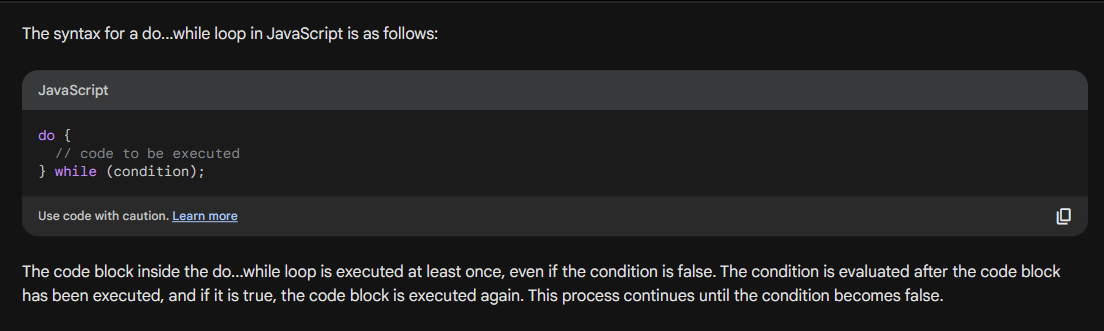 The syntax for a do...while loop in JavaScript is as follows:
JavaScript
do {
  // code to be executed
} while (condition);
Use code with caution. Learn more
The code block inside the do...while loop is executed at least once, even if the condition is false. The condition is evaluated after the code block
has been executed, and if it is true, the code block is executed again. This process continues until the condition becomes false.